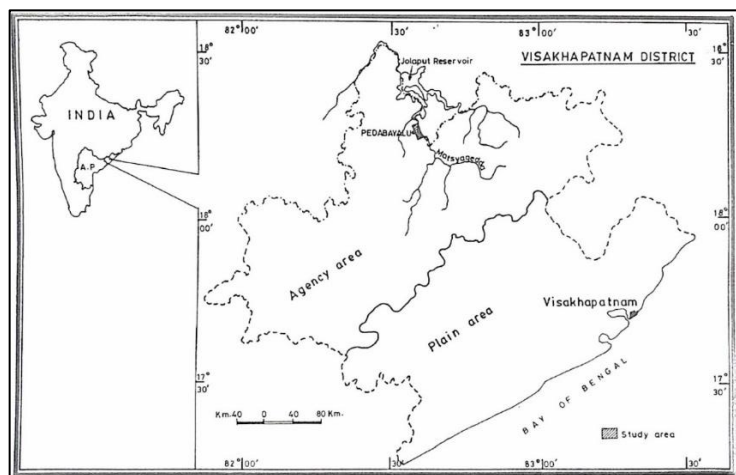 82° 00'
30'
83° 00'
30'
18° 30'
18° 30'
VISAKHAPATNAM DISTRICT
Jolaput Reservoir
INDIA
PEDABAYALU
A.P.
18° 00'
18° 00'
Agency area
Visakhapatnam
Plain area
17° 30'
17° 30'
Km. 40 0 40 80 Km.
BAY OF BENGAL
Study area
82° 00'
30'
83° 00'
30'